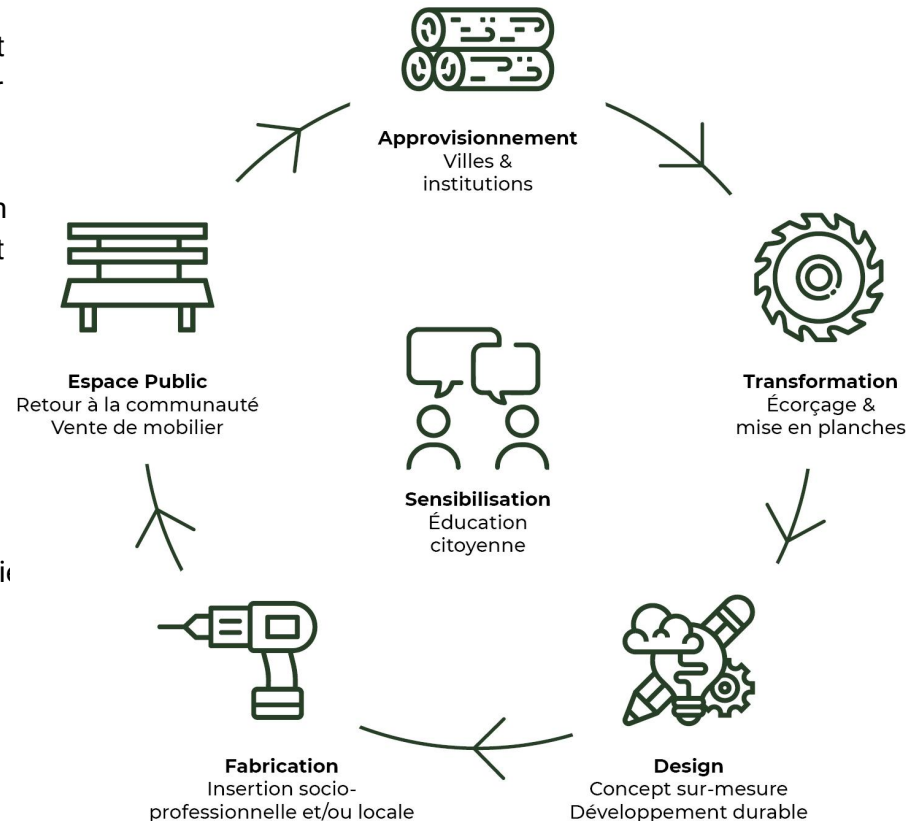 Approvisionnement
Villes &
institutions
Espace Public
Retour à la communauté
Vente de mobilier
Transformation
Écorçage &
mise en planches
Sensibilisation
Éducation
citoyenne
Fabrication
Insertion socio-
professionnelle et/ou locale
Design
Concept sur-mesure
Développement durable